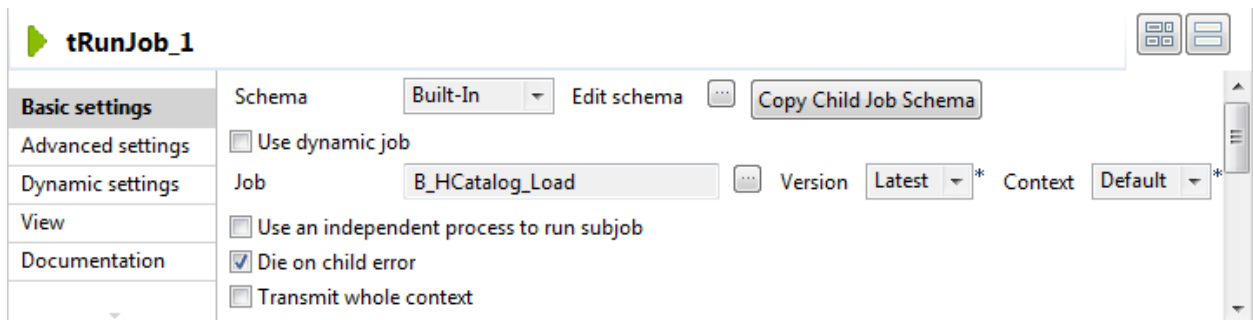 tRunJob_1
Basic settings
Advanced settings
Dynamic settings
View
Documentation
Schema Built-In Edit schema ... Copy Child Job Schema
Use dynamic job
Job B_HCatalog_Load ... Version Latest * Context Default *
Use an independent process to run subjob
Die on child error
Transmit whole context